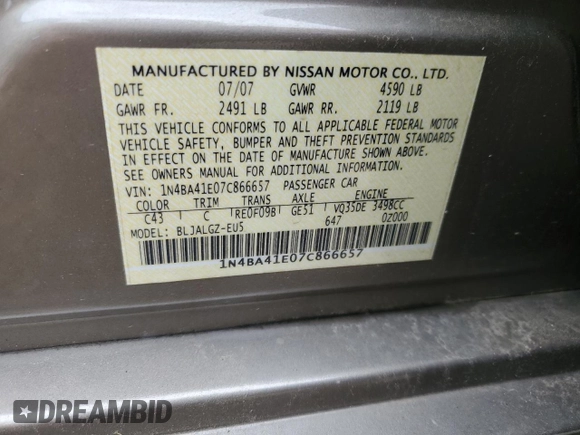 MANUFACTURED BY NISSAN MOTOR CO., LTD.
DATE 07/07 GVWR 4590 LB
GAWR FR. 2491 LB GAWR RR. 2119 LB
THIS VEHICLE CONFORMS TO ALL APPLICABLE FEDERAL MOTOR
VEHICLE SAFETY, BUMPER AND THEFT PREVENTION STANDARDS
IN EFFECT ON THE DATE OF MANUFACTURE SHOWN ABOVE.
SEE OWNERS MANUAL FOR ADDITIONAL INFORMATION.
VIN: 1N4BA41E07C866657 PASSENGER CAR
COLOR TRIM TRANS AXLE ENGINE
C43 C RE0F09B GE51 VQ35DE 3498CC
MODEL: BLJALGZ-EU5 647 0Z000
1N4BA41E07C866657
DREAMBID